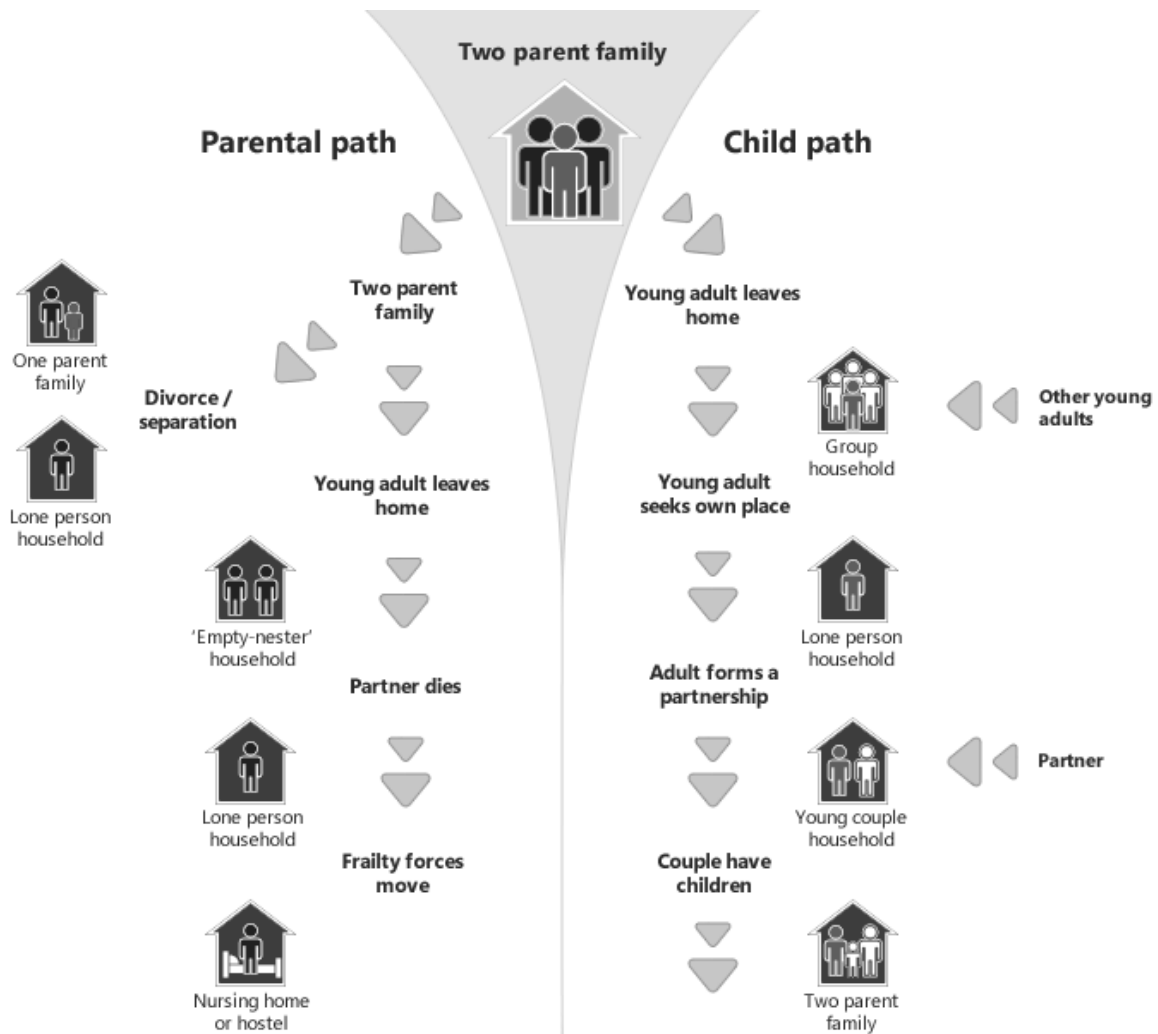 Two parent family
Parental path
Child path
Two parent
family
One parent
family
Divorce /
separation
Lone person
household
Young adult leaves
home
'Empty-nester'
household
Partner dies
Lone person
household
Frailty forces
move
Nursing home
or hostel
Young adult leaves
home
Group
household
Other young
adults
Young adult
seeks own place
Lone person
household
Adult forms a
partnership
Young couple
household
Partner
Couple have
children
Two parent
family